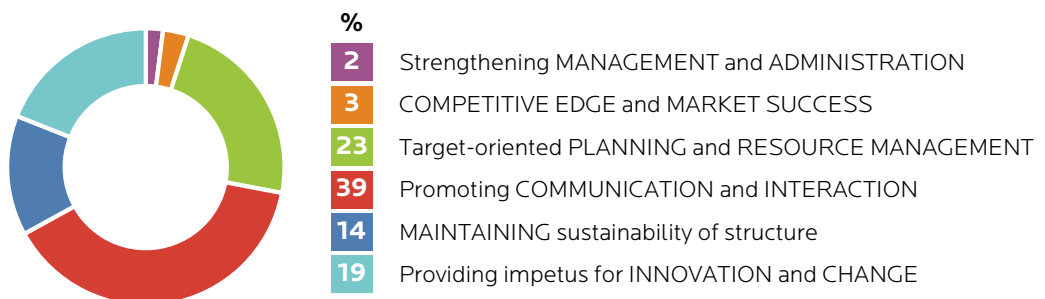 %
2 Strengthening MANAGEMENT and ADMINISTRATION
3 COMPETITIVE EDGE and MARKET SUCCESS
23 Target-oriented PLANNING and RESOURCE MANAGEMENT
39 Promoting COMMUNICATION and INTERACTION
14 MAINTAINING sustainability of structure
19 Providing impetus for INNOVATION and CHANGE